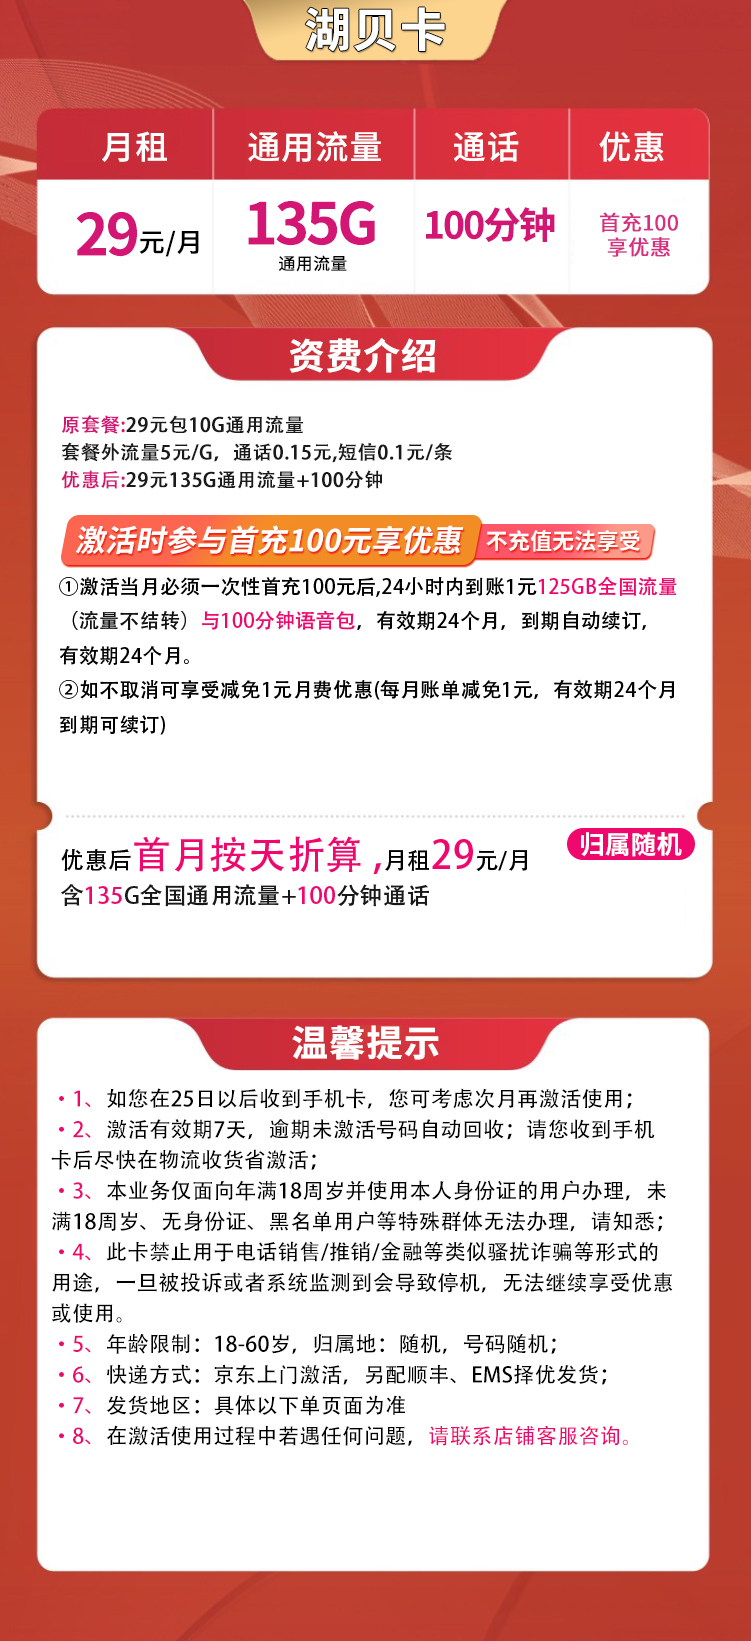 湖贝卡
月租 通用流量 通话 优惠
29元/月 135G 100分钟 首充100
通用流量 享优惠
资费介绍
原套餐:29元包10G通用流量
套餐外流量5元/G，通话0.15元,短信0.1元/条
优惠后:29元135G通用流量+100分钟
激活时参与首充100元享优惠 不充值无法享受
①激活当月必须一次性首充100元后,24小时内到账1元125GB全国流量
（流量不结转）与100分钟语音包，有效期24个月，到期自动续订，
有效期24个月。
②如不取消可享受减免1元月费优惠(每月账单减免1元，有效期24个月
到期可续订)
优惠后首月按天折算,月租29元/月 归属随机
含135G全国通用流量+100分钟通话
温馨提示
·1、如您在25日以后收到手机卡，您可考虑次月再激活使用；
·2、激活有效期7天，逾期未激活号码自动回收；请您收到手机
卡后尽快在物流收货省激活；
·3、本业务仅面向年满18周岁并使用本人身份证的用户办理，未
满18周岁、无身份证、黑名单用户等特殊群体无法办理，请知悉；
·4、此卡禁止用于电话销售/推销/金融等类似骚扰诈骗等形式的
用途，一旦被投诉或者系统监测到会导致停机，无法继续享受优惠
或使用。
·5、年龄限制：18-60岁，归属地：随机，号码随机；
·6、快递方式：京东上门激活，另配顺丰、EMS择优发货；
·7、发货地区：具体以下单页面为准
·8、在激活使用过程中若遇任何问题，请联系店铺客服咨询。